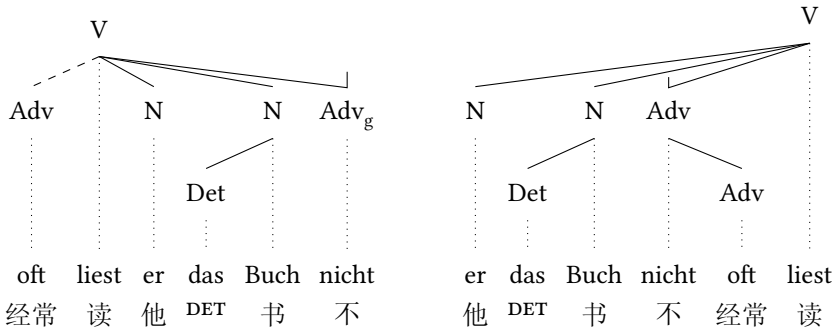 V V
Adv N N Adv_g N N Adv
Det Det Adv
oft liest er das Buch nicht er das Buch nicht oft liest
经常 读 他 DET 书 不 他 DET 书 不 经常 读